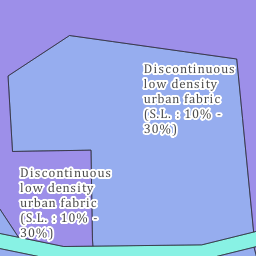 Discontinuous
low density
urban fabric
(S.L. : 10% -
30%)
Discontinuous
low density
urban fabric
(S.L. : 10% -
30%)